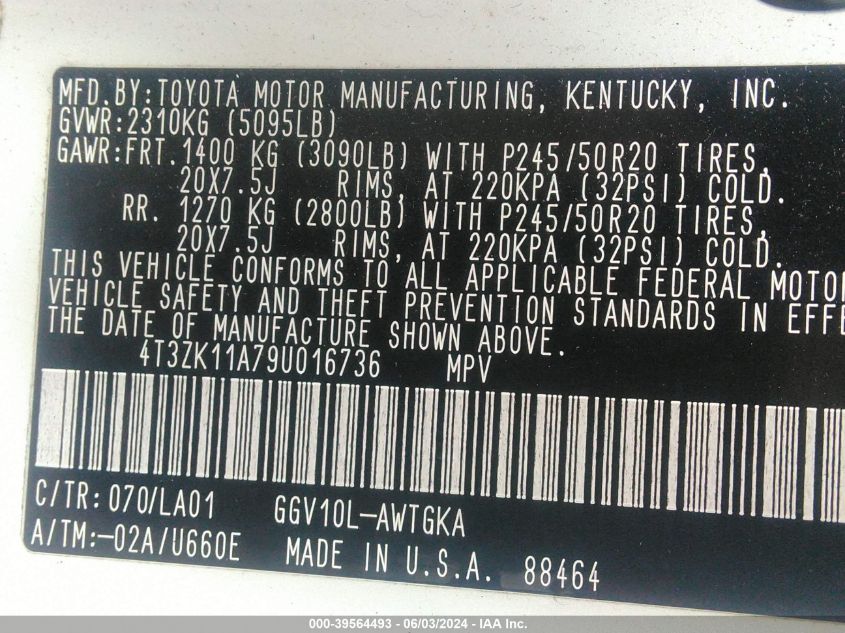 MFD.BY:TOYOTA MOTOR MANUFACTURING, KENTUCKY, INC.
GVWR:2310KG (5095LB)
GAWR:FRT.1400 KG (3090LB) WITH P245/50R20 TIRES,
20X7.5J RIMS, AT 220KPA (32PSI) COLD.
RR. 1270 KG (2800LB) WITH P245/50R20 TIRES,
20X7.5J RIMS, AT 220KPA (32PSI) COLD.
THIS VEHICLE CONFORMS TO ALL APPLICABLE FEDERAL MOTOR
VEHICLE SAFETY AND THEFT PREVENTION STANDARDS IN EFFE
THE DATE OF MANUFACTURE SHOWN ABOVE.
4T3ZK11A79U016736 MPV
C/TR:070/LA01 GGV10L-AWTGKA
A/TM:-02A/U660E MADE IN U.S.A. 88464
000-39564493 - 06/03/2024 - IAA Inc.